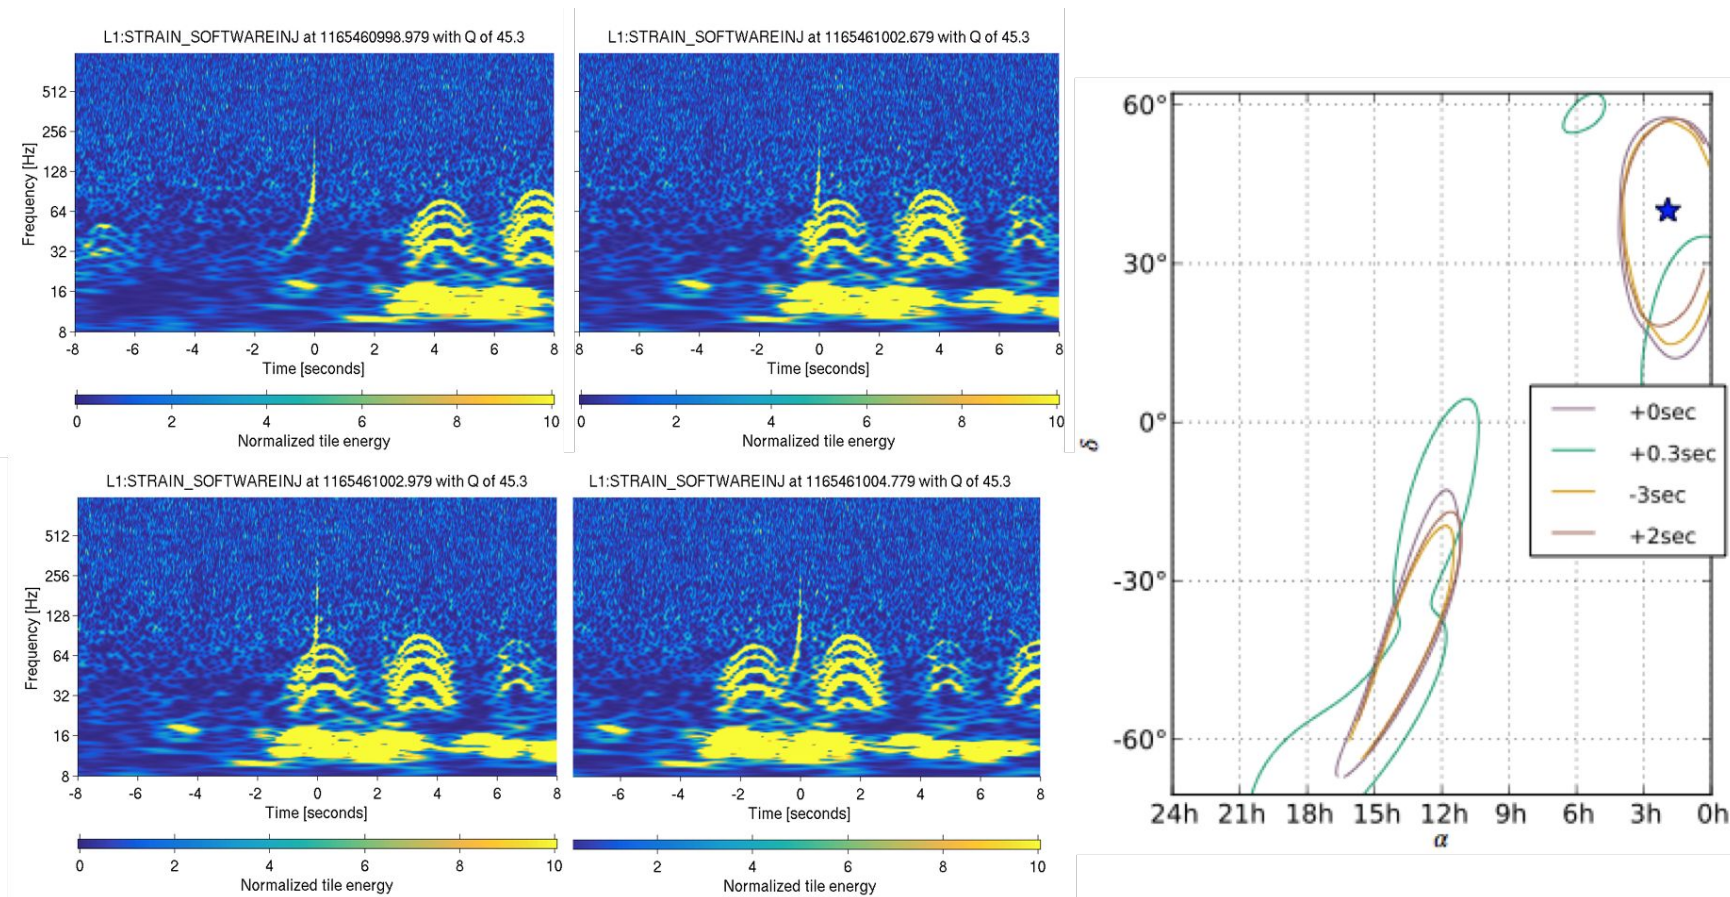 L1:STRAIN_SOFTWAREINJ at 1165460998.979 with Q of 45.3
Frequency [Hz]
512
256
128
64
32
16
8
-8 -6 -4 -2 0 2 4 6 8
Time [seconds]
0 2 4 6 8 10
Normalized tile energy
L1:STRAIN_SOFTWAREINJ at 1165461002.679 with Q of 45.3
-6 -4 -2 0 2 4 6 8
Time [seconds]
0 2 4 6 8 10
Normalized tile energy
L1:STRAIN_SOFTWAREINJ at 1165461002.979 with Q of 45.3
Frequency [Hz]
512
256
128
64
32
16
8
-8 -6 -4 -2 0 2 4 6 8
Time [seconds]
0 2 4 6 8 10
Normalized tile energy
L1:STRAIN_SOFTWAREINJ at 1165461004.779 with Q of 45.3
-6 -4 -2 0 2 4 6 8
Time [seconds]
2 4 6 8 10
Normalized tile energy
δ
60°
30°
0°
-30°
-60°
24h 21h 18h 15h 12h 9h 6h 3h 0h
α
+0sec
+0.3sec
-3sec
+2sec